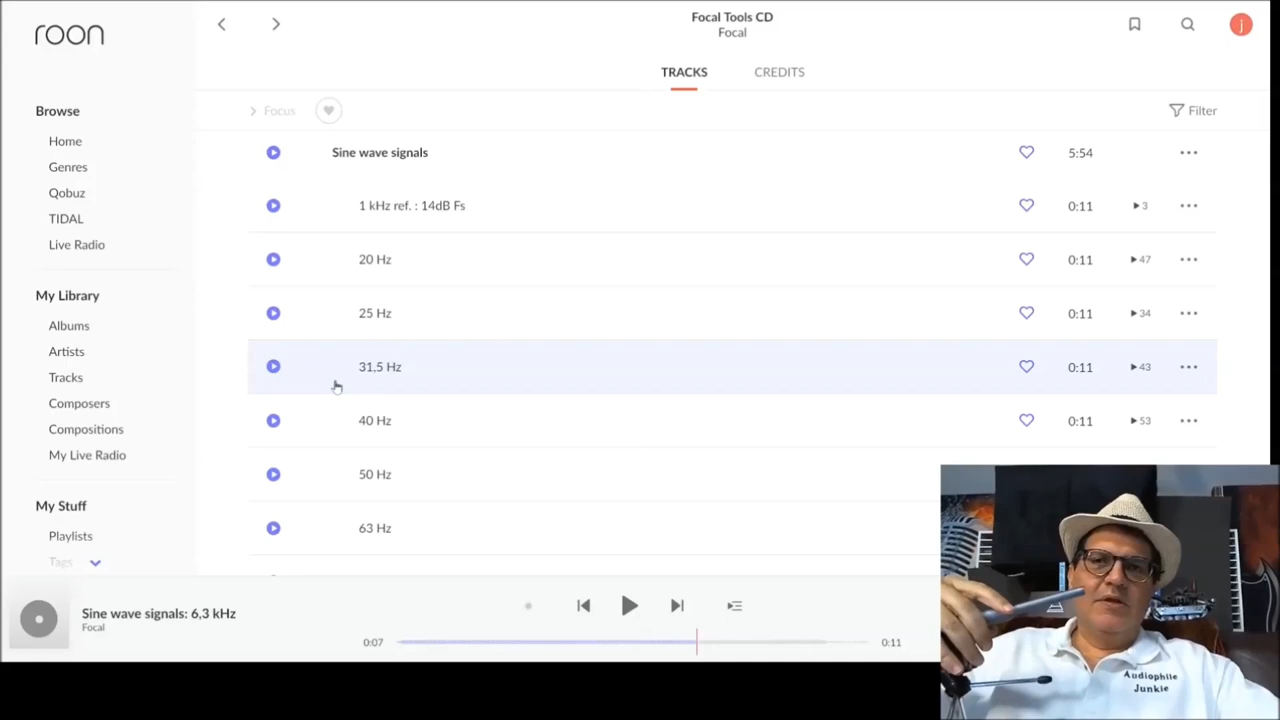 roon
Focal Tools CD
Focal
j
TRACKS CREDITS
Focus
Filter
Browse
Home
Genres
Qobuz
TIDAL
Live Radio
My Library
Albums
Artists
Tracks
Composers
Compositions
My Live Radio
My Stuff
Playlists
Tags
Sine wave signals 5:54
1 kHz ref. : 14dB Fs 0:11 3
20 Hz 0:11 47
25 Hz 0:11 34
31,5 Hz 0:11 43
40 Hz 0:11 53
50 Hz
63 Hz
Sine wave signals: 6,3 kHz
Focal
0:07 0:11
Audiophile
Junkie